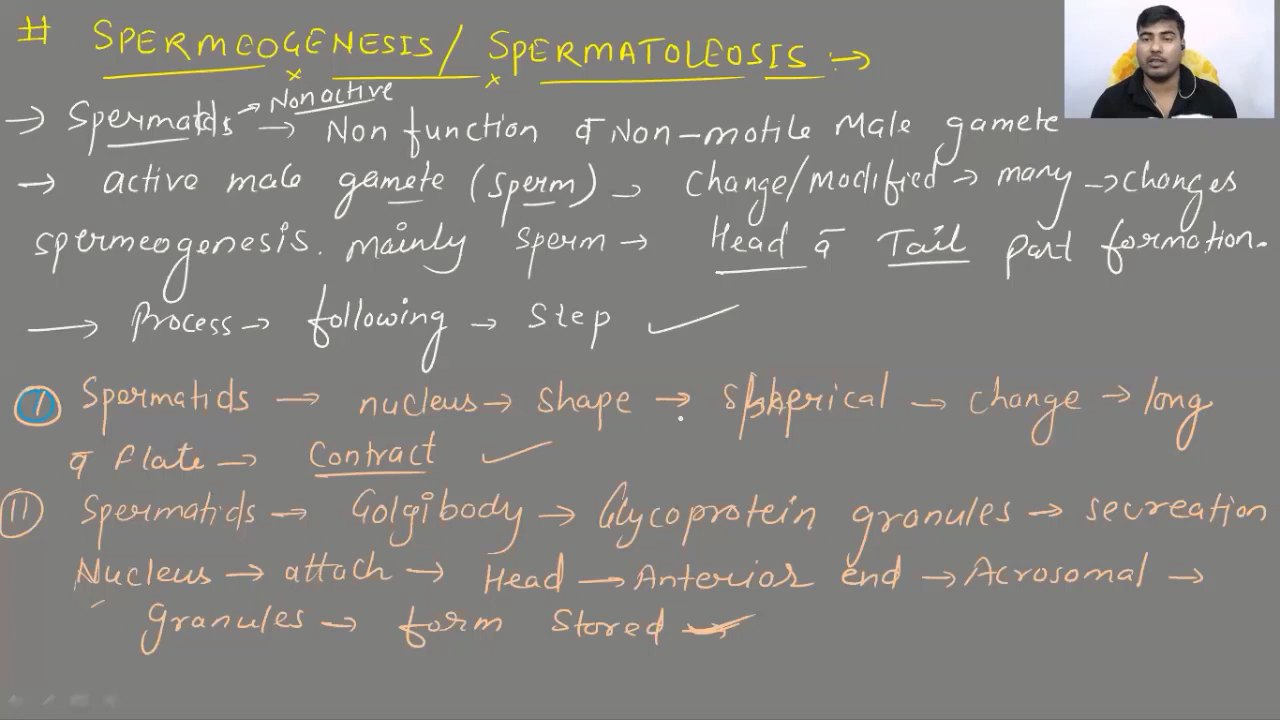 # SPERMEOGENESIS / SPERMATOLEOSIS :→
→ Spermatids → Non active → Non function & Non-motile Male gamete
→ active male gamete (sperm) → change/modified → many → changes
spermeogenesis. mainly sperm → Head & Tail part formation.
→ Process → following → step ✓
I Spermatids → nucleus → shape → spherical → change → long
& flate → Contract ✓
II Spermatids → Golgibody → Glycoprotein granules → secreation
Nucleus → attach → Head → Anterior end → Acrosomal →
granules → form stored